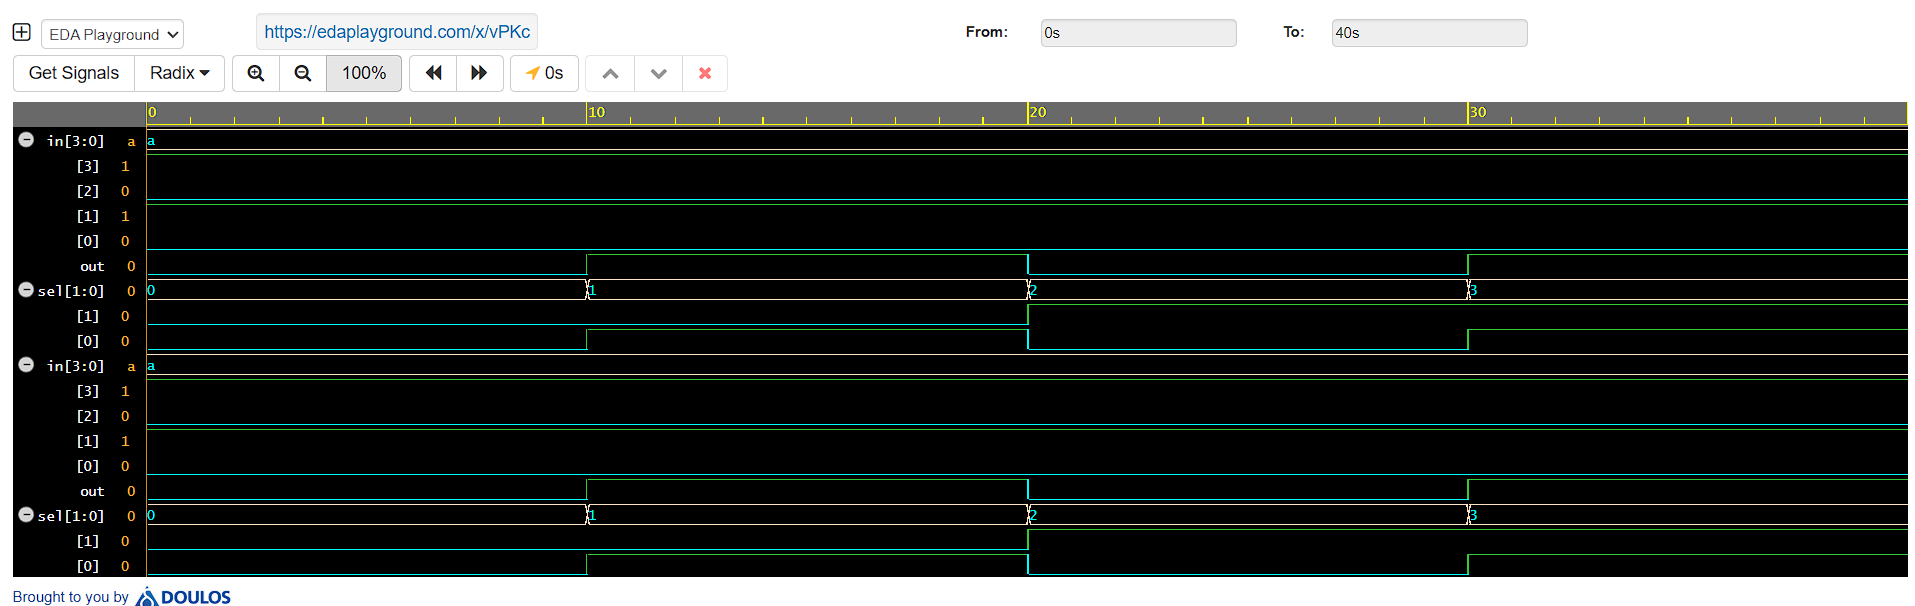 EDA Playground
https://edaplayground.com/x/vPKc
From: 0s To: 40s
Get Signals Radix 100% 0s
0 10 20 30
in[3:0] a a
[3] 1
[2] 0
[1] 1
[0] 0
out 0
sel[1:0] 0 0 1 2 3
[1] 0
[0] 0
in[3:0] a a
[3] 1
[2] 0
[1] 1
[0] 0
out 0
sel[1:0] 0 0 1 2 3
[1] 0
[0] 0
Brought to you by DOULOS